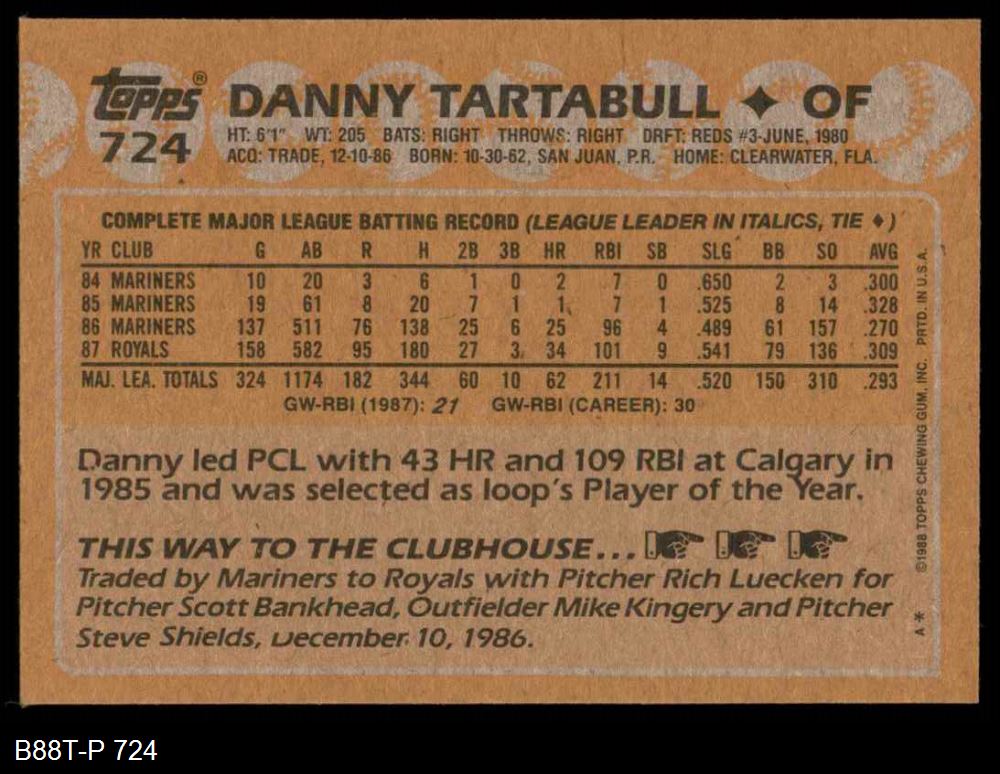 topps® DANNY TARTABULL ✦ OF
724 HT: 6'1" WT: 205 BATS: RIGHT THROWS: RIGHT DRFT: REDS #3-JUNE, 1980
ACQ: TRADE, 12-10-86 BORN: 10-30-62, SAN JUAN, P.R. HOME: CLEARWATER, FLA.
COMPLETE MAJOR LEAGUE BATTING RECORD (LEAGUE LEADER IN ITALICS, TIE ♦)
YR CLUB G AB R H 2B 3B HR RBI SB SLG BB SO AVG
84 MARINERS 10 20 3 6 1 0 2 7 0 .650 2 3 .300
85 MARINERS 19 61 8 20 7 1 1 7 1 .525 8 14 .328
86 MARINERS 137 511 76 138 25 6 25 96 4 .489 61 157 .270
87 ROYALS 158 582 95 180 27 3 34 101 9 .541 79 136 .309
MAJ. LEA. TOTALS 324 1174 182 344 60 10 62 211 14 .520 150 310 .293
GW-RBI (1987): 21 GW-RBI (CAREER): 30
Danny led PCL with 43 HR and 109 RBI at Calgary in
1985 and was selected as loop's Player of the Year.
THIS WAY TO THE CLUBHOUSE...
Traded by Mariners to Royals with Pitcher Rich Luecken for
Pitcher Scott Bankhead, Outfielder Mike Kingery and Pitcher
Steve Shields, December 10, 1986.
A* ©1988 TOPPS CHEWING GUM, INC. PRTD. IN U.S.A.
B88T-P 724